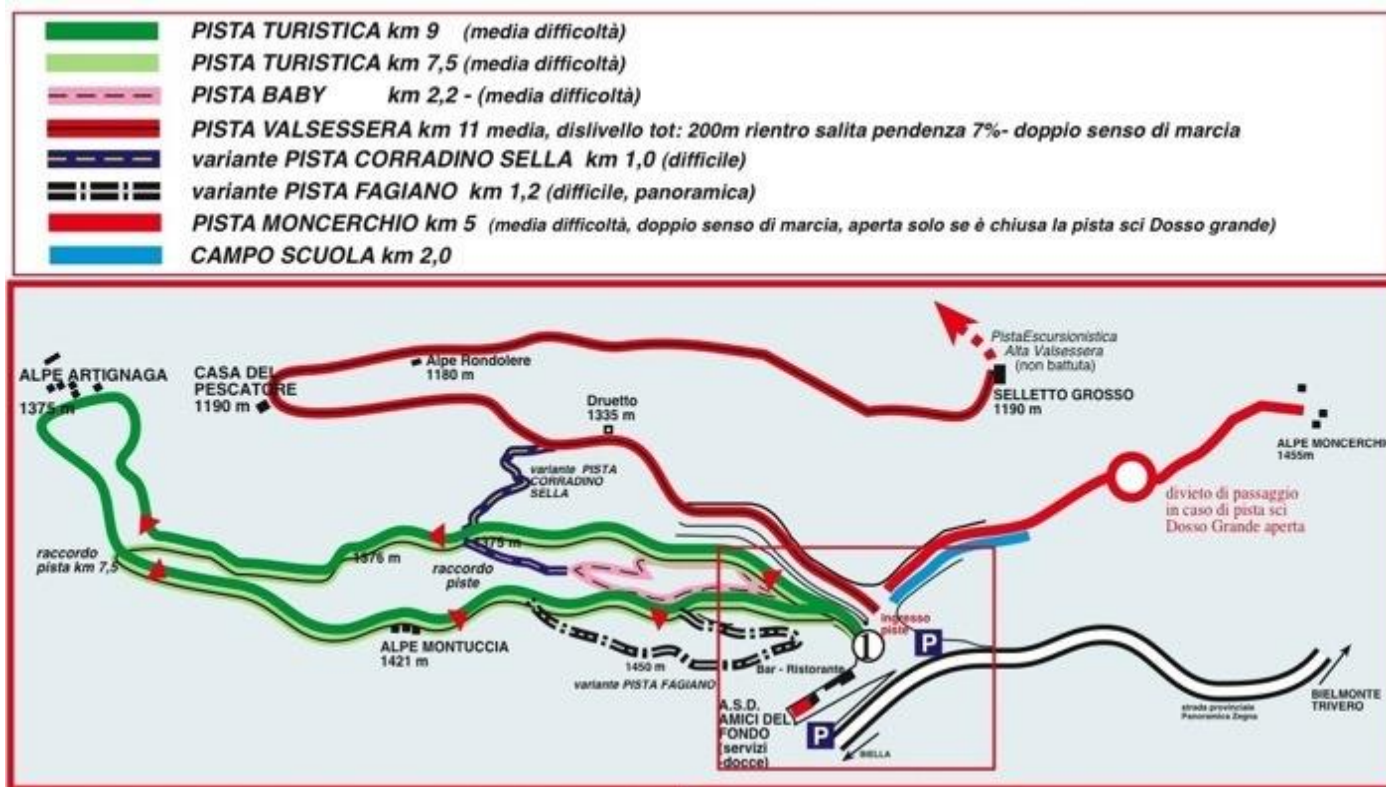 PISTA TURISTICA km 9 (media difficoltà)
PISTA TURISTICA km 7,5 (media difficoltà)
PISTA BABY km 2,2 - (media difficoltà)
PISTA VALSESSERA km 11 media, dislivello tot: 200m rientro salita pendenza 7%- doppio senso di marcia
variante PISTA CORRADINO SELLA km 1,0 (difficile)
variante PISTA FAGIANO km 1,2 (difficile, panoramica)
PISTA MONCERCHIO km 5 (media difficoltà, doppio senso di marcia, aperta solo se è chiusa la pista sci Dosso grande)
CAMPO SCUOLA km 2,0
ALPE ARTIGNAGA
1375 m
CASA DEL
PESCATORE
1190 m
Alpe Rondolere
1180 m
Druetto
1335 m
PistaEscursionistica
Alta Valsessera
(non battuta)
SELLETTO GROSSO
1190 m
ALPE MONCERCHIO
1455m
divieto di passaggio
in caso di pista sci
Dosso Grande aperta
variante PISTA
CORRADINO
SELLA
raccordo
pista km 7,5
1376 m
1375 m
raccordo
piste
ALPE MONTUCCIA
1421 m
1450 m
variante PISTA FAGIANO
ingresso
piste
1
P
Bar - Ristorante
A.S.D.
AMICI DEL
FONDO
(servizi
-docce)
P
BIELLA
strada provinciale
Panoramica Zegna
BIELMONTE
TRIVERO